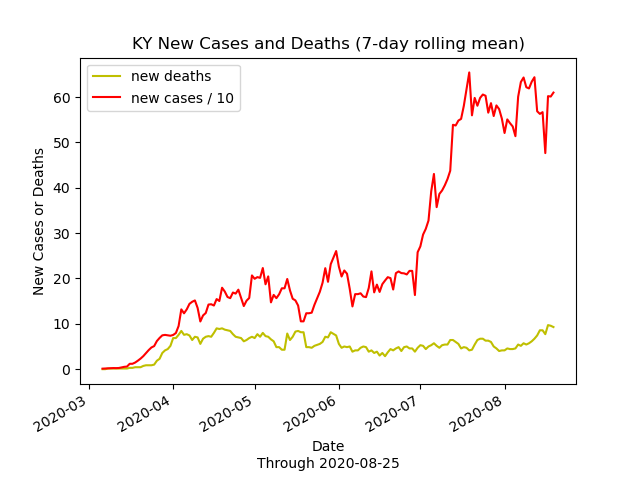 KY New Cases and Deaths (7-day rolling mean)
new deaths
new cases / 10
60
50
40
30
20
10
0
New Cases or Deaths
2020-03
2020-04
2020-05
2020-06
2020-07
2020-08
Date
Through 2020-08-25